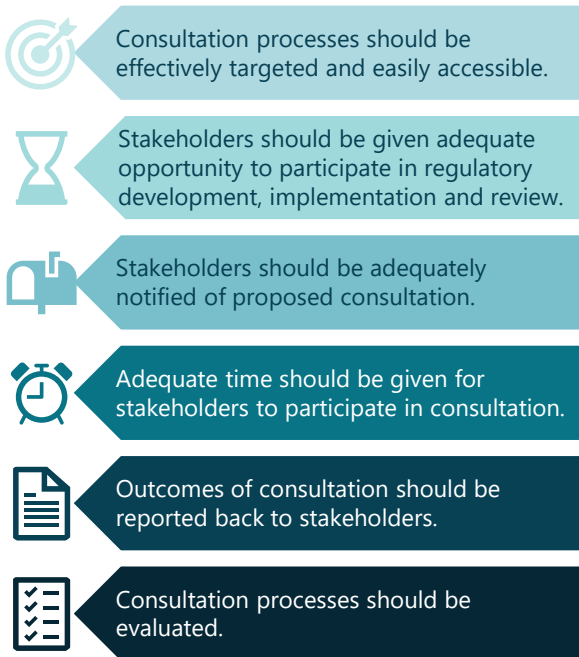 Consultation processes should be
effectively targeted and easily accessible.
Stakeholders should be given adequate
opportunity to participate in regulatory
development, implementation and review.
Stakeholders should be adequately
notified of proposed consultation.
Adequate time should be given for
stakeholders to participate in consultation.
Outcomes of consultation should be
reported back to stakeholders.
Consultation processes should be
evaluated.